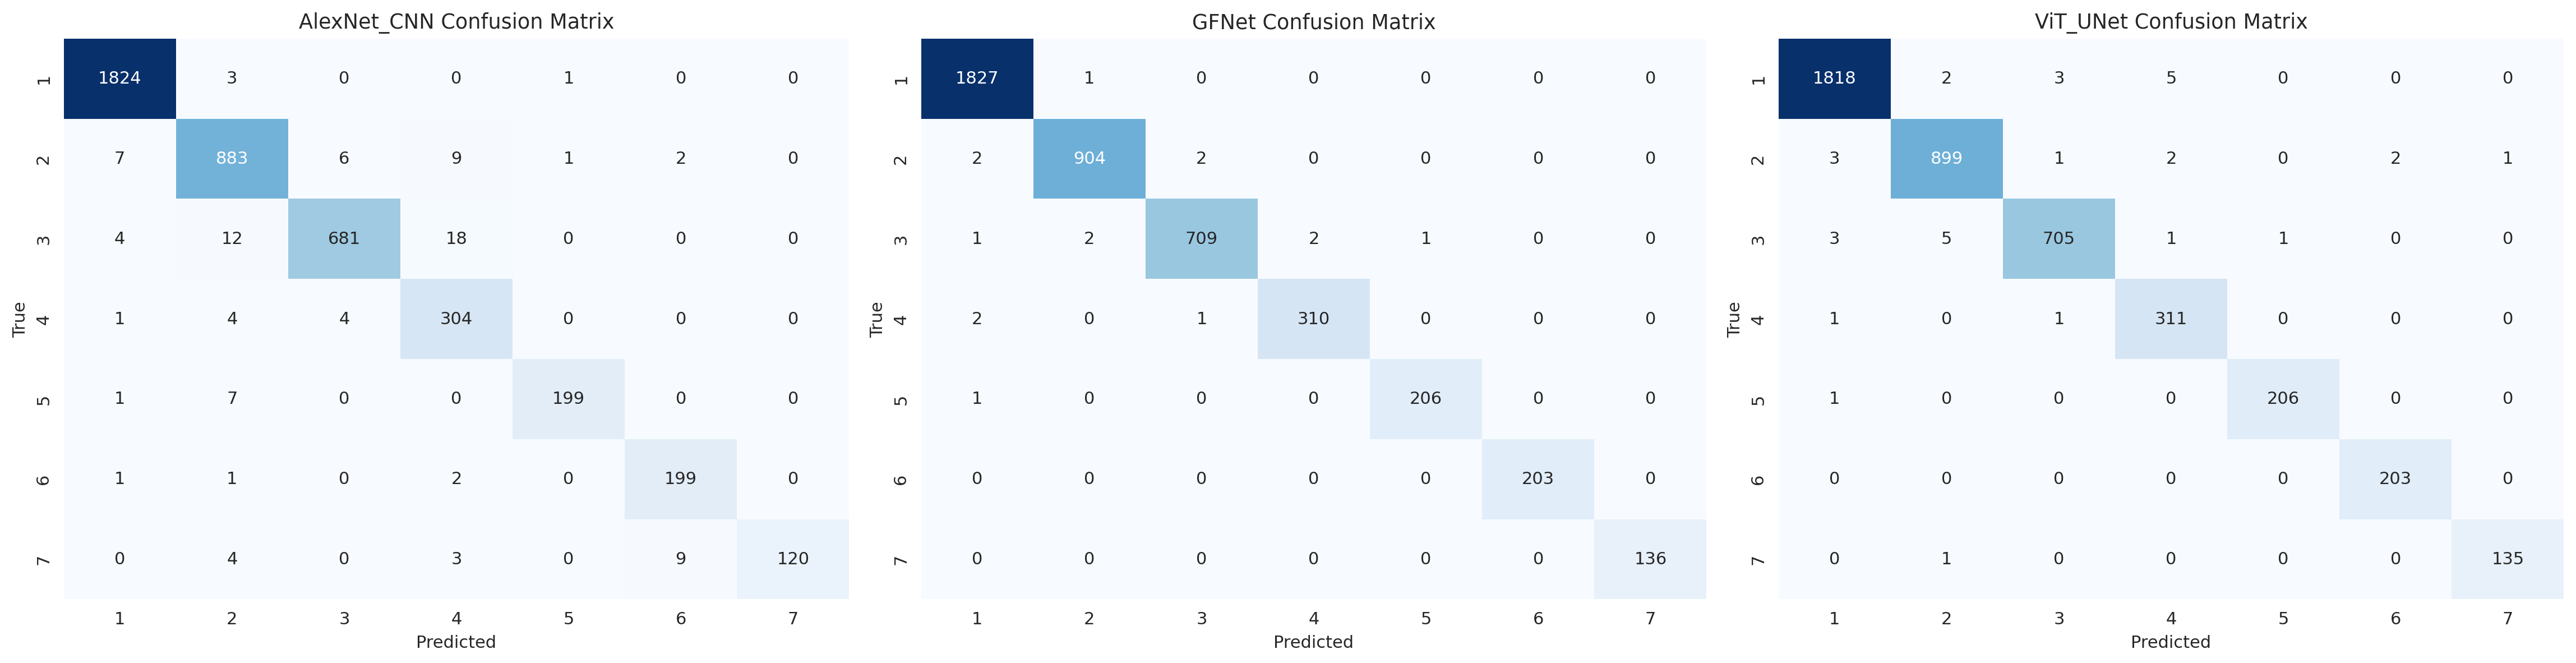 AlexNet_CNN Confusion Matrix
1 1824 3 0 0 1 0 0
2 7 883 6 9 1 2 0
3 4 12 681 18 0 0 0
True
4 1 4 4 304 0 0 0
5 1 7 0 0 199 0 0
6 1 1 0 2 0 199 0
7 0 4 0 3 0 9 120
1 2 3 4 5 6 7
Predicted
GFNet Confusion Matrix
1 1827 1 0 0 0 0 0
2 2 904 2 0 0 0 0
3 1 2 709 2 1 0 0
True
4 2 0 1 310 0 0 0
5 1 0 0 0 206 0 0
6 0 0 0 0 0 203 0
7 0 0 0 0 0 0 136
1 2 3 4 5 6 7
Predicted
ViT_UNet Confusion Matrix
1 1818 2 3 5 0 0 0
2 3 899 1 2 0 2 1
3 3 5 705 1 1 0 0
True
4 1 0 1 311 0 0 0
5 1 0 0 0 206 0 0
6 0 0 0 0 0 203 0
7 0 1 0 0 0 0 135
1 2 3 4 5 6 7
Predicted